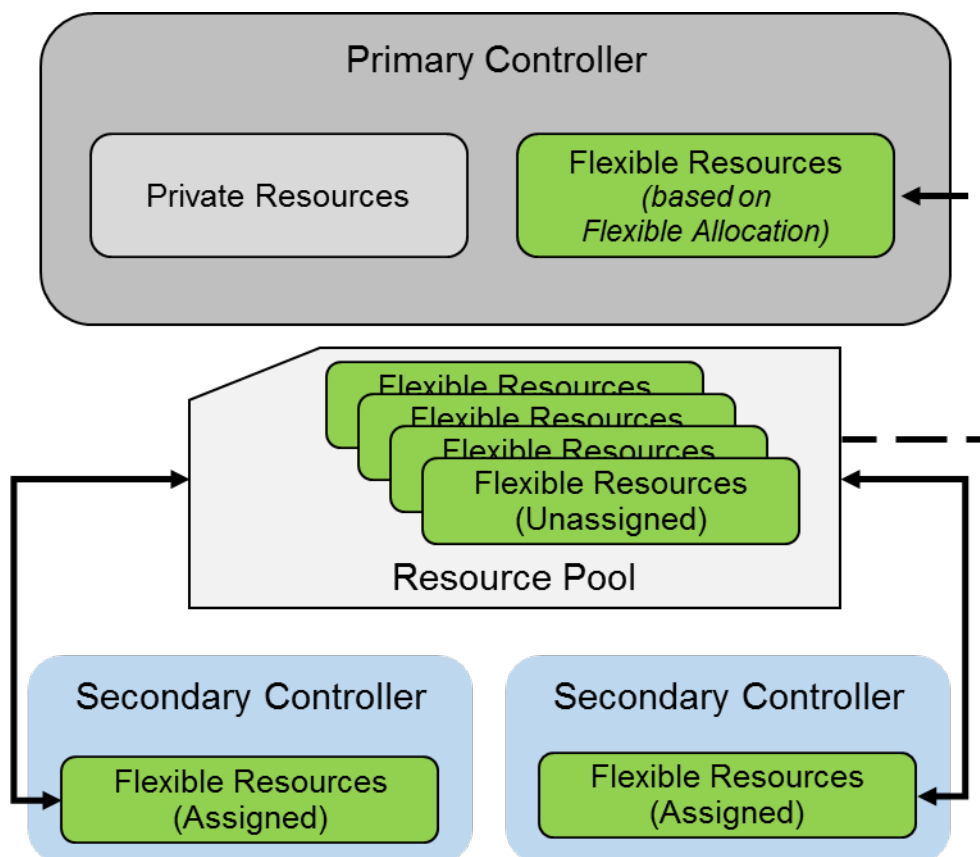 Primary Controller
Private Resources
Flexible Resources
(based on
Flexible Allocation)
Flexible Resources
Flexible Resources
Flexible Resources
Flexible Resources
(Unassigned)
Resource Pool
Secondary Controller
Flexible Resources
(Assigned)
Secondary Controller
Flexible Resources
(Assigned)